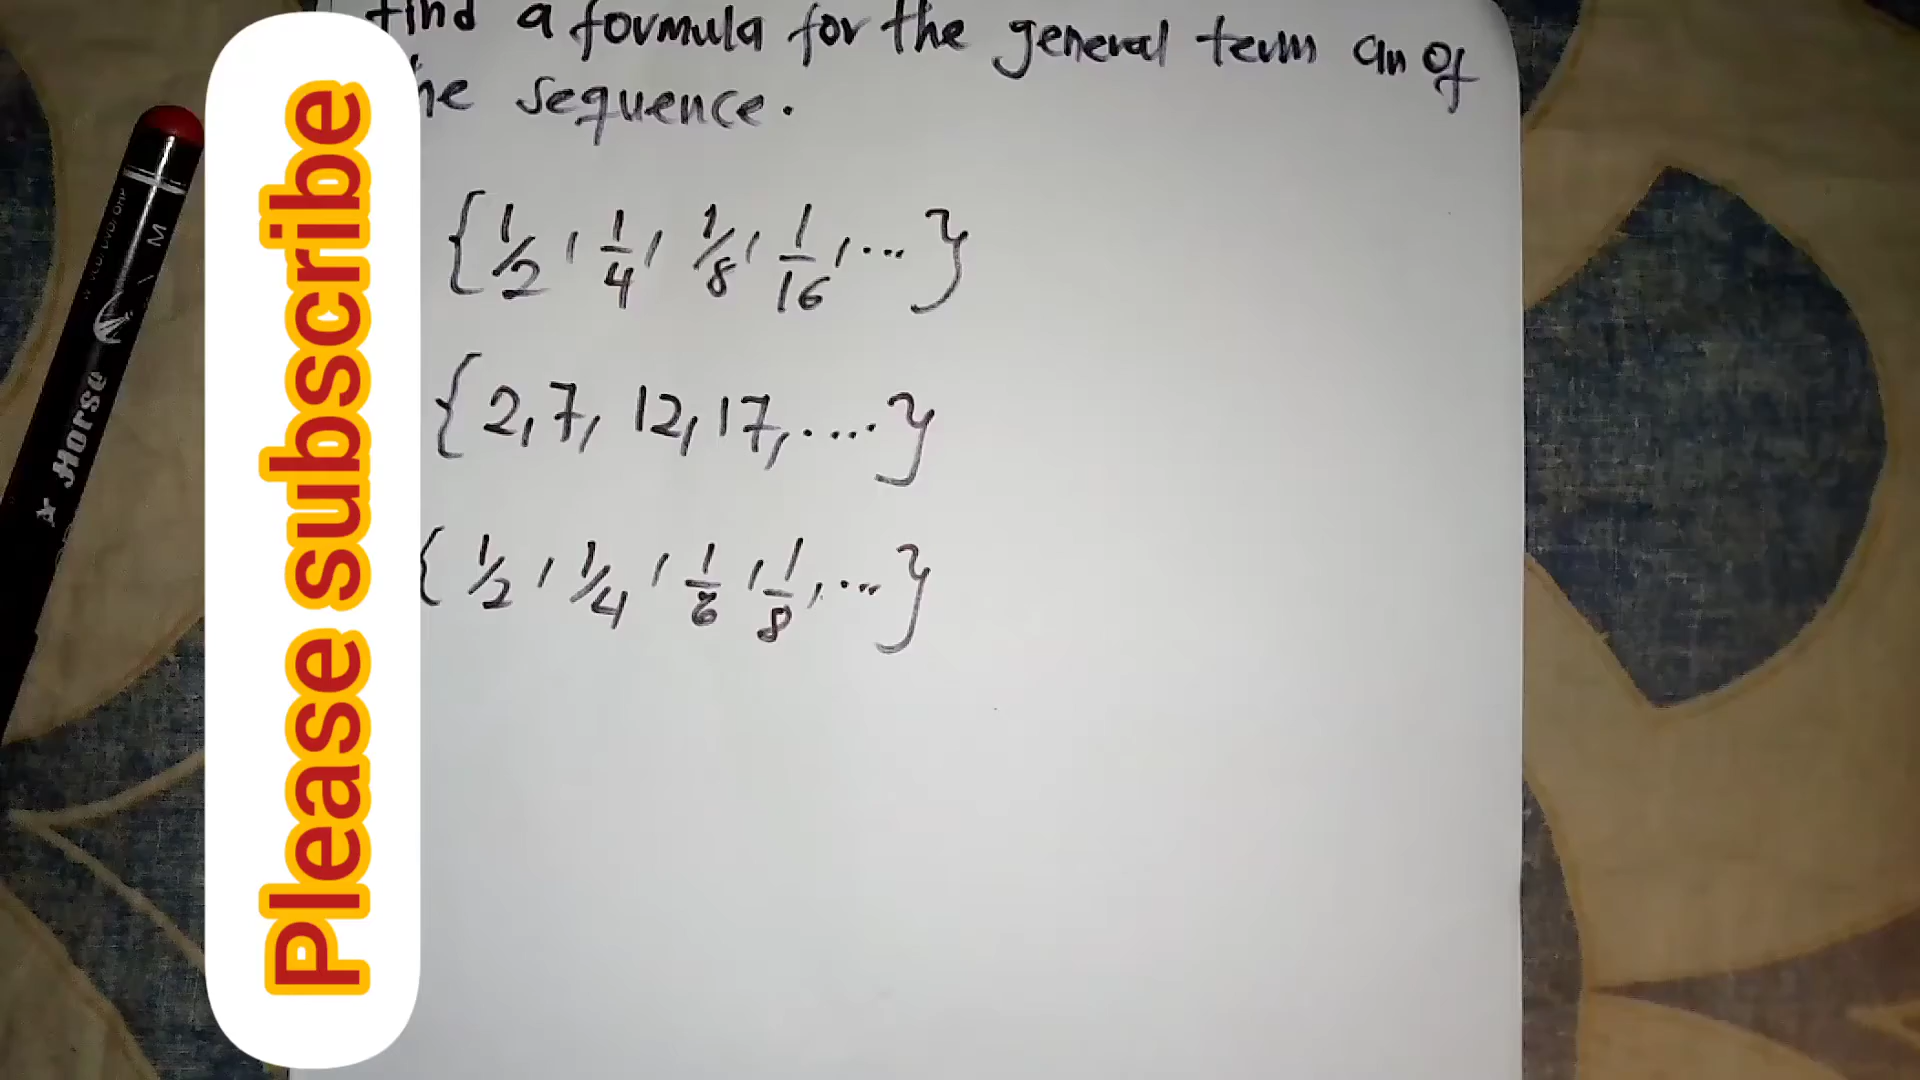 find a formula for the general term an of
he sequence.
{1/2, 1/4, 1/8, 1/16, ...}
{2, 7, 12, 17, ....}
{1/2, 1/4, 1/6, 1/8, ...}
Please subscribe
Horse
M